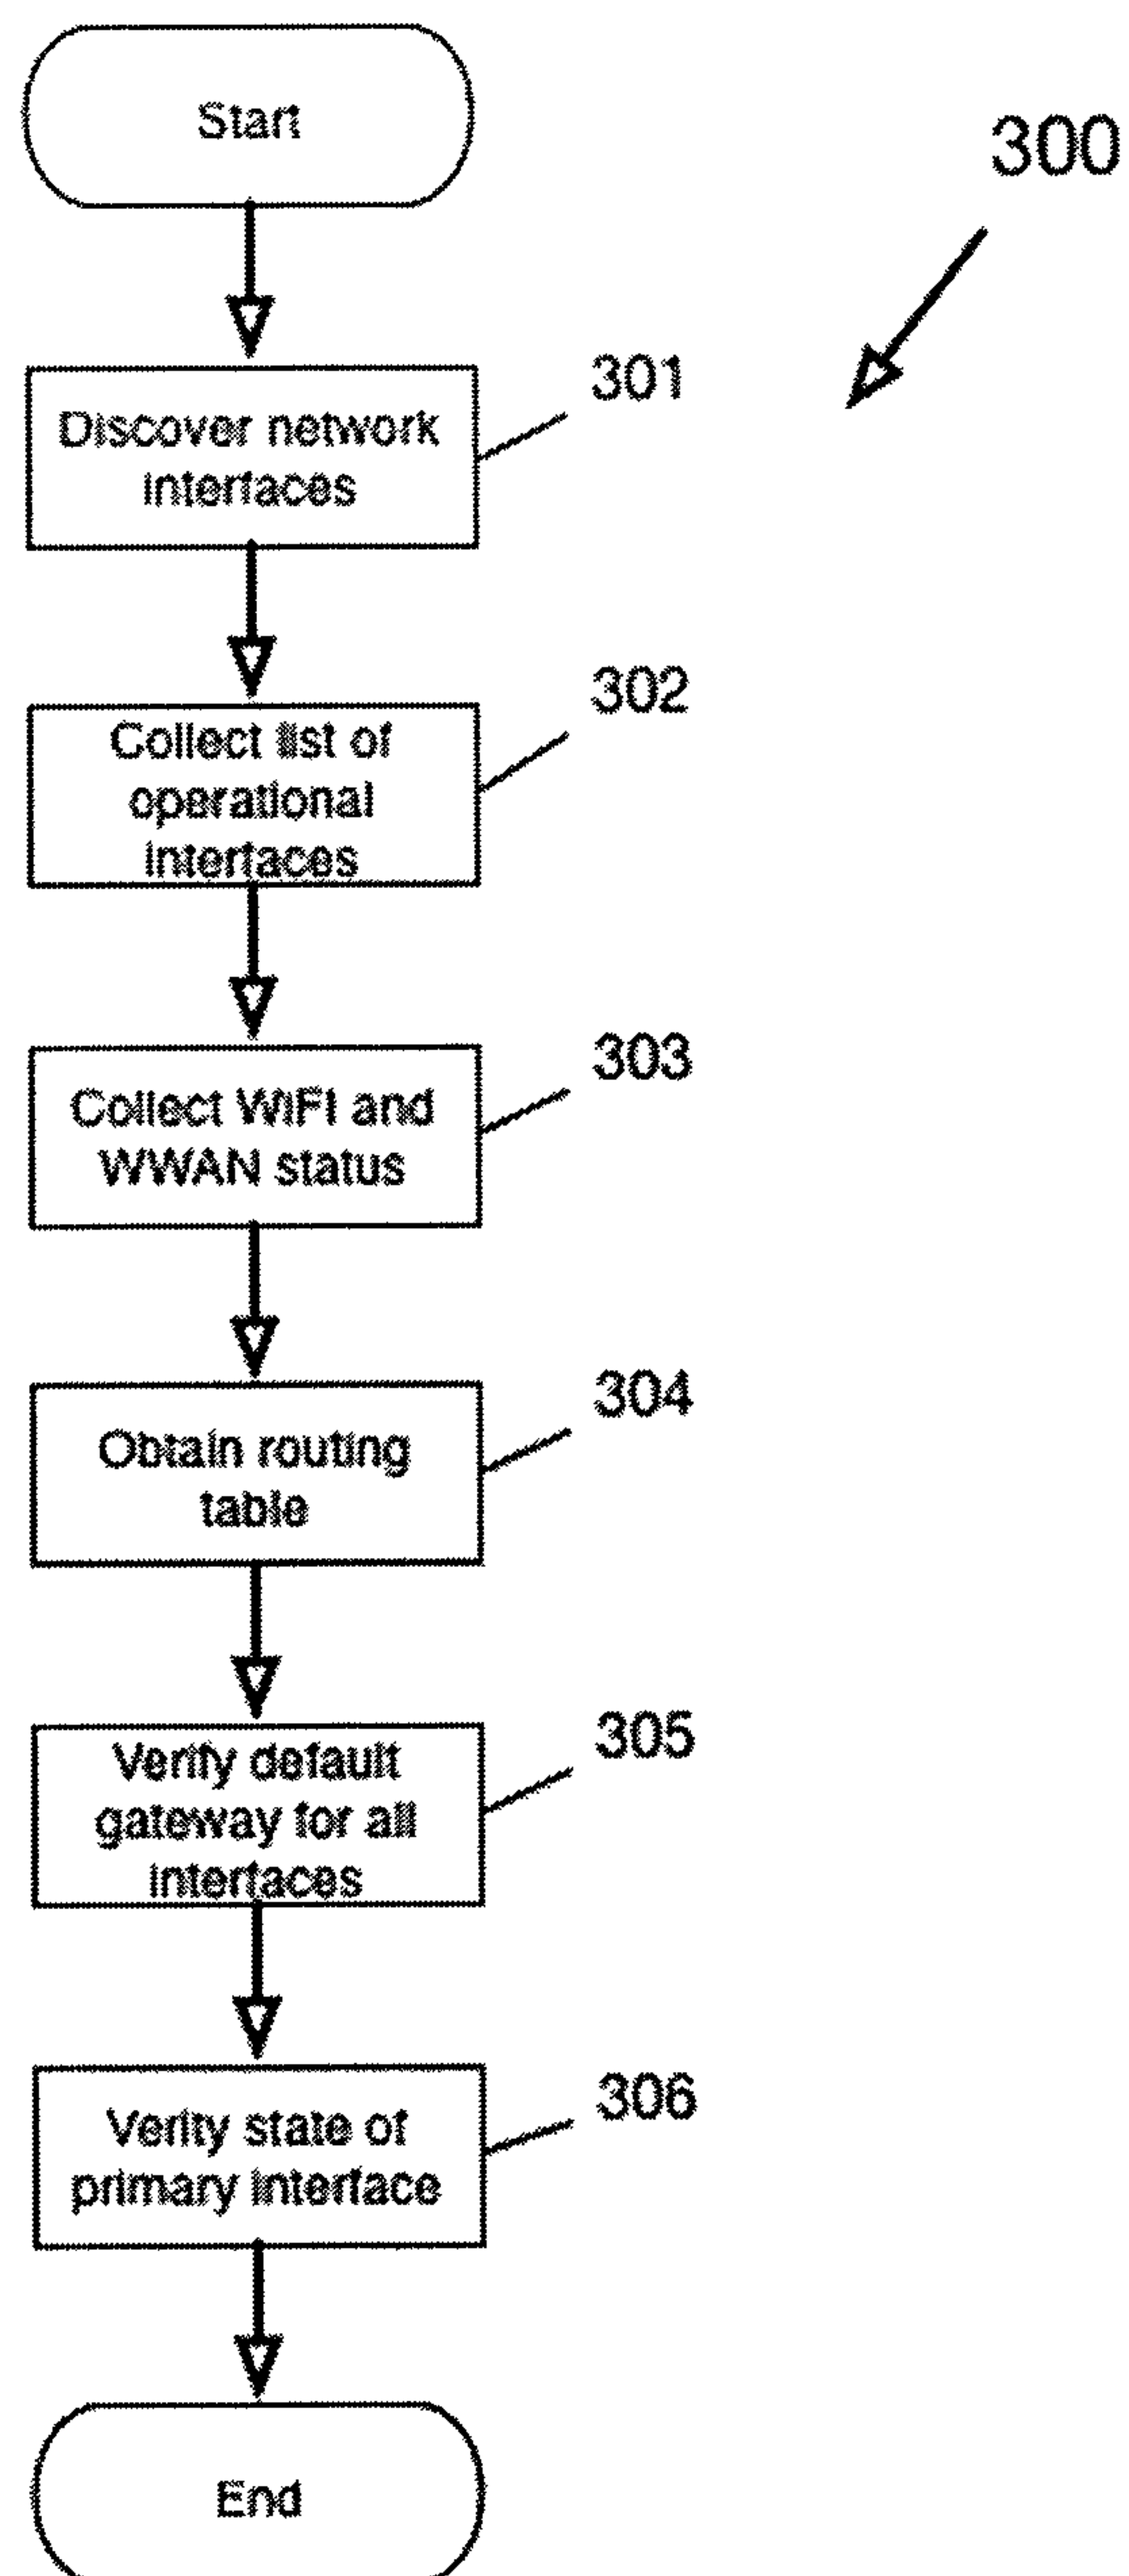 Start
300
301
Discover network
interfaces
302
Collect list of
operational
interfaces
303
Collect WiFi and
WWAN status
304
Obtain routing
table
305
Verify default
gateway for all
interfaces
306
Verify state of
primary interface
End